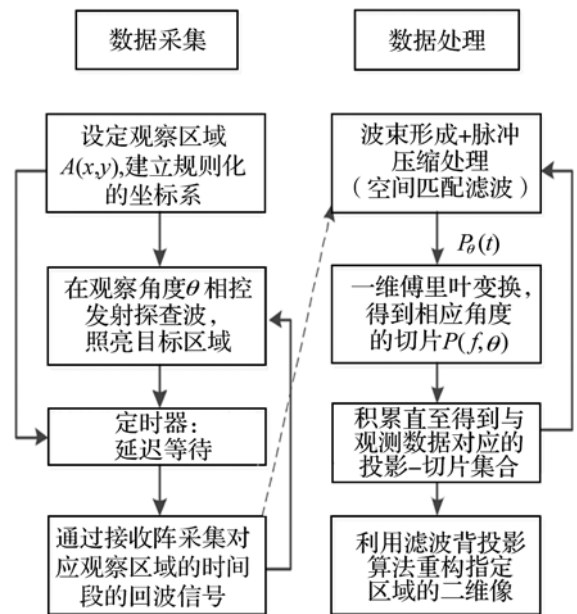 数据采集
设定观察区域
A(x,y),建立规则化
的坐标系
在观察角度θ相控
发射探查波,
照亮目标区域
定时器:
延迟等待
通过接收阵采集对
应观察区域的时间
段的回波信号
数据处理
波束形成+脉冲
压缩处理
(空间匹配滤波)
Pθ(t)
一维傅里叶变换,
得到相应角度
的切片P(f,θ)
积累直至得到与
观测数据对应的
投影-切片集合
利用滤波背投影
算法重构指定
区域的二维像